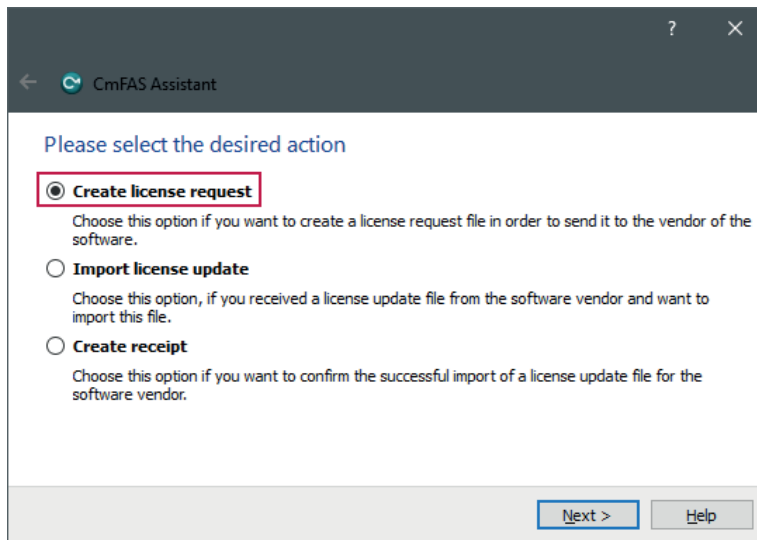 ?
CmFAS Assistant
Please select the desired action
Create license request
Choose this option if you want to create a license request file in order to send it to the vendor of the
software.
Import license update
Choose this option, if you received a license update file from the software vendor and want to
import this file.
Create receipt
Choose this option if you want to confirm the successful import of a license update file for the
software vendor.
Next >
Help